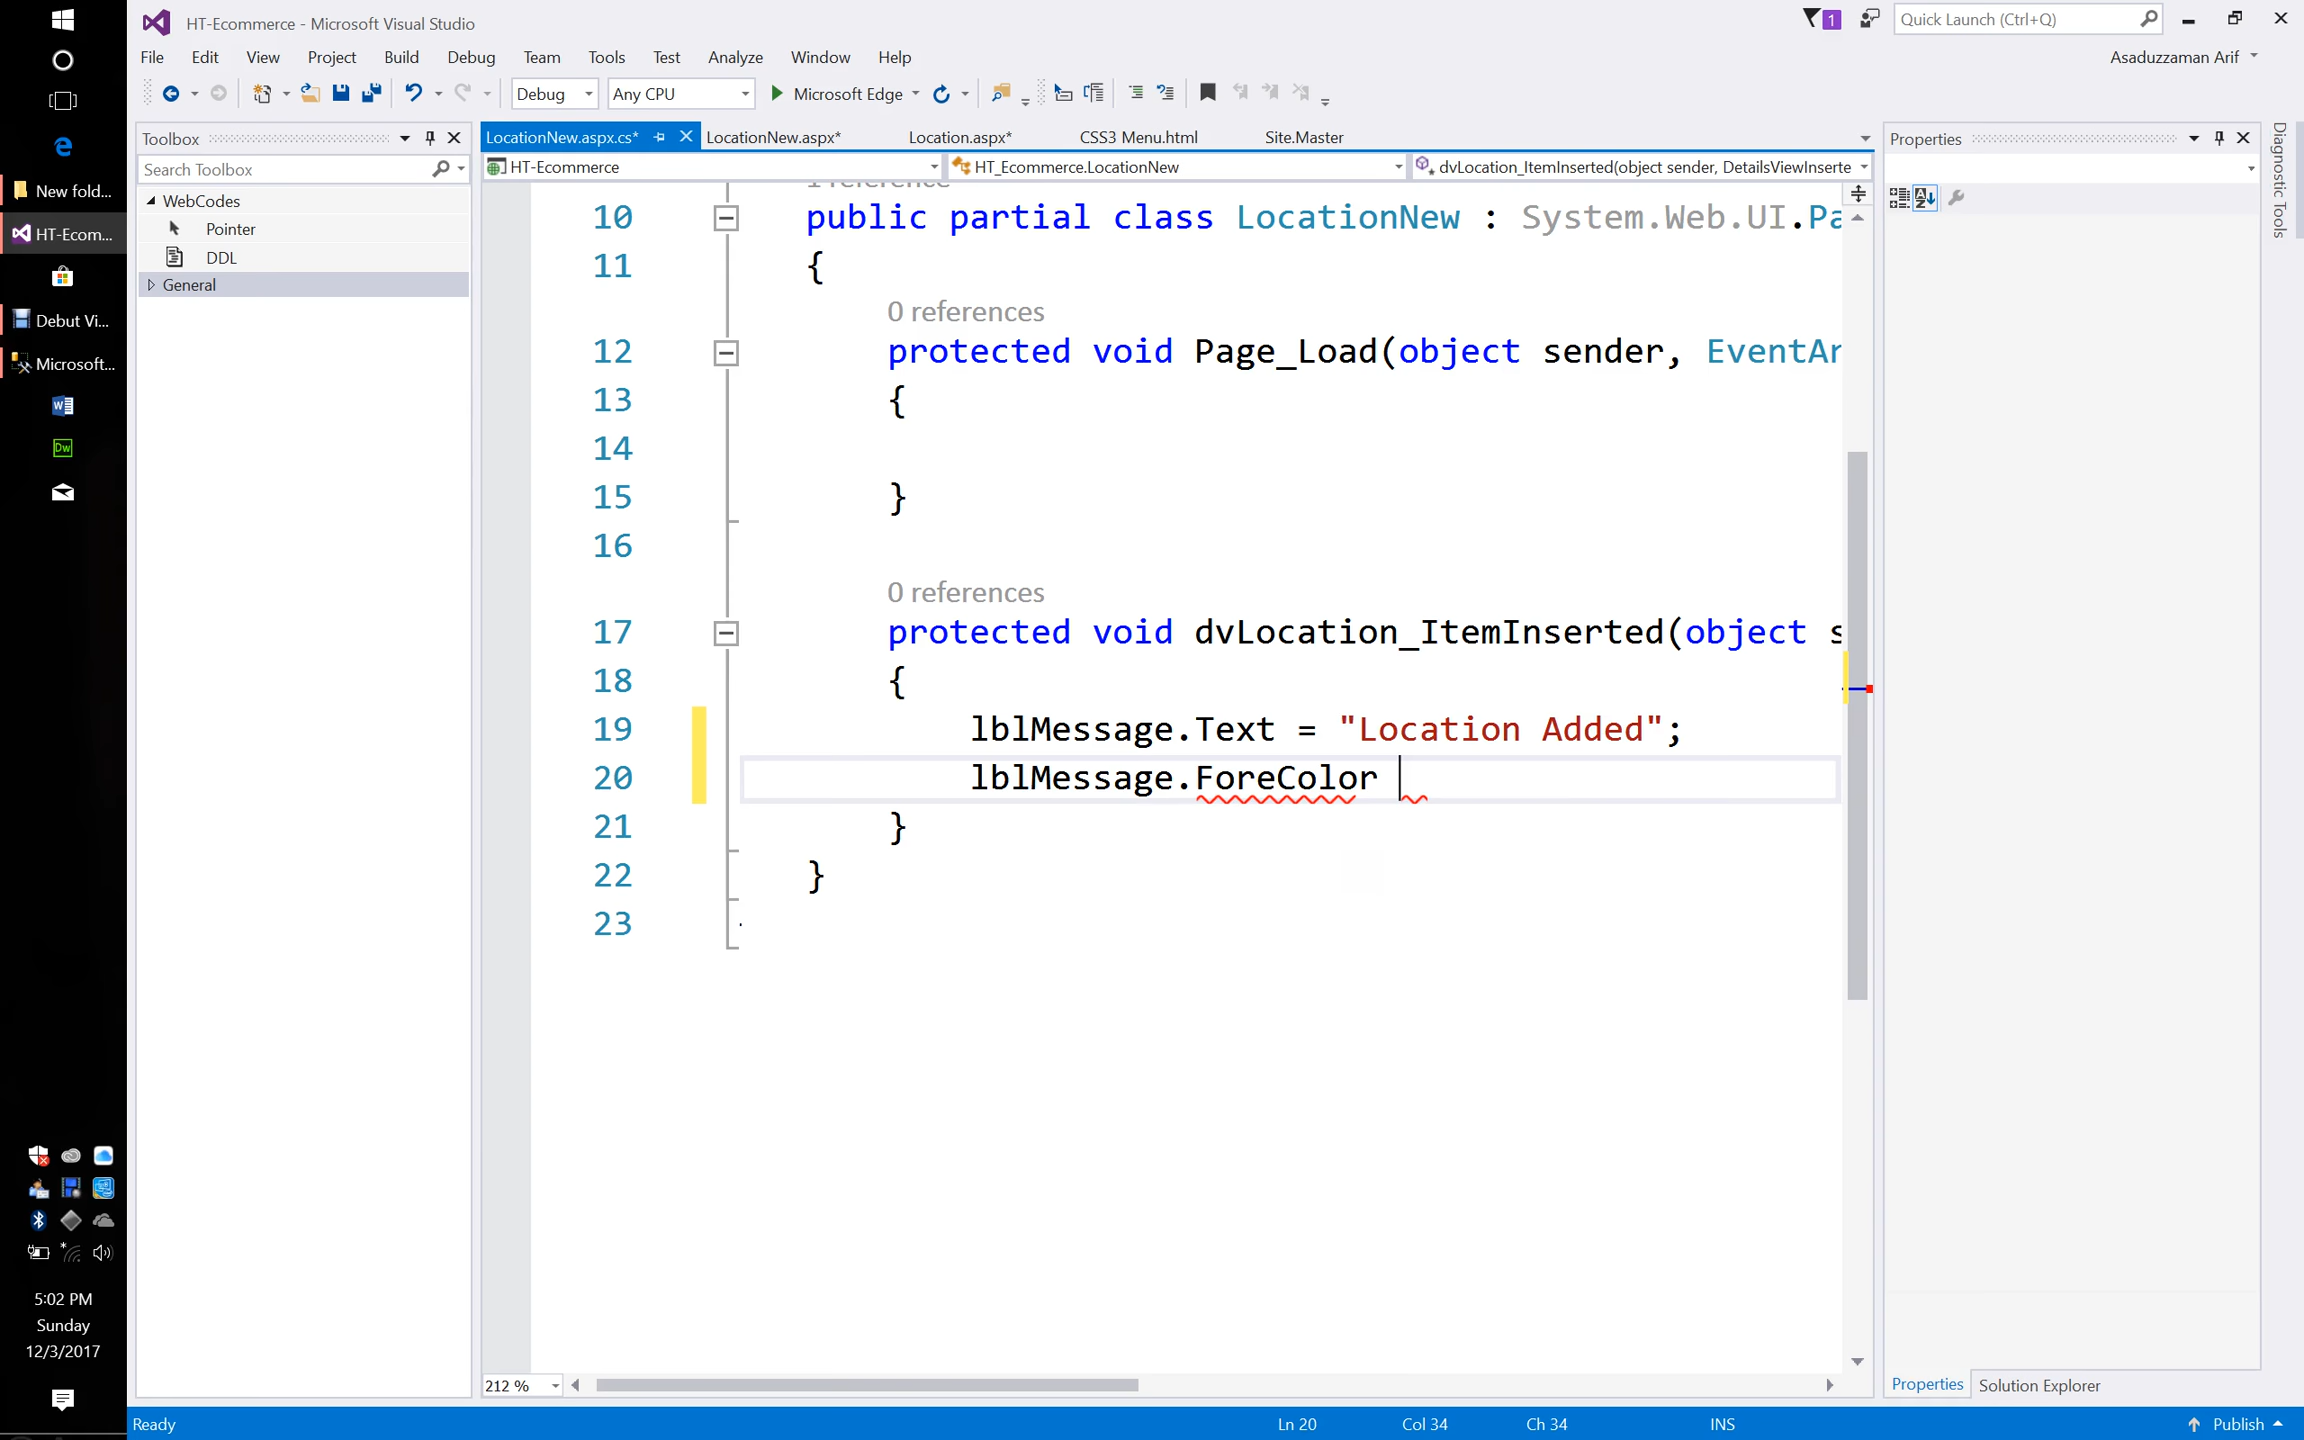 HT-Ecommerce - Microsoft Visual Studio
1
Quick Launch (Ctrl+Q)
File Edit View Project Build Debug Team Tools Test Analyze Window Help
Asaduzzaman Arif
Debug Any CPU Microsoft Edge
Toolbox
LocationNew.aspx.cs* LocationNew.aspx* Location.aspx* CSS3 Menu.html Site.Master
Properties
Diagnostic Tools
Search Toolbox
HT-Ecommerce
HT_Ecommerce.LocationNew
dvLocation_ItemInserted(object sender, DetailsViewInserte
WebCodes
Pointer
DDL
General
New fold...
HT-Ecom...
Debut Vi...
Microsoft...
Dw
1 reference
10 public partial class LocationNew : System.Web.UI.Pa
11 {
0 references
12 protected void Page_Load(object sender, EventAr
13 {
14
15 }
16
0 references
17 protected void dvLocation_ItemInserted(object s
18 {
19 lblMessage.Text = "Location Added";
20 lblMessage.ForeColor
21 }
22 }
23
212 %
Properties Solution Explorer
5:02 PM
Sunday
12/3/2017
Ready
Ln 20 Col 34 Ch 34 INS
Publish